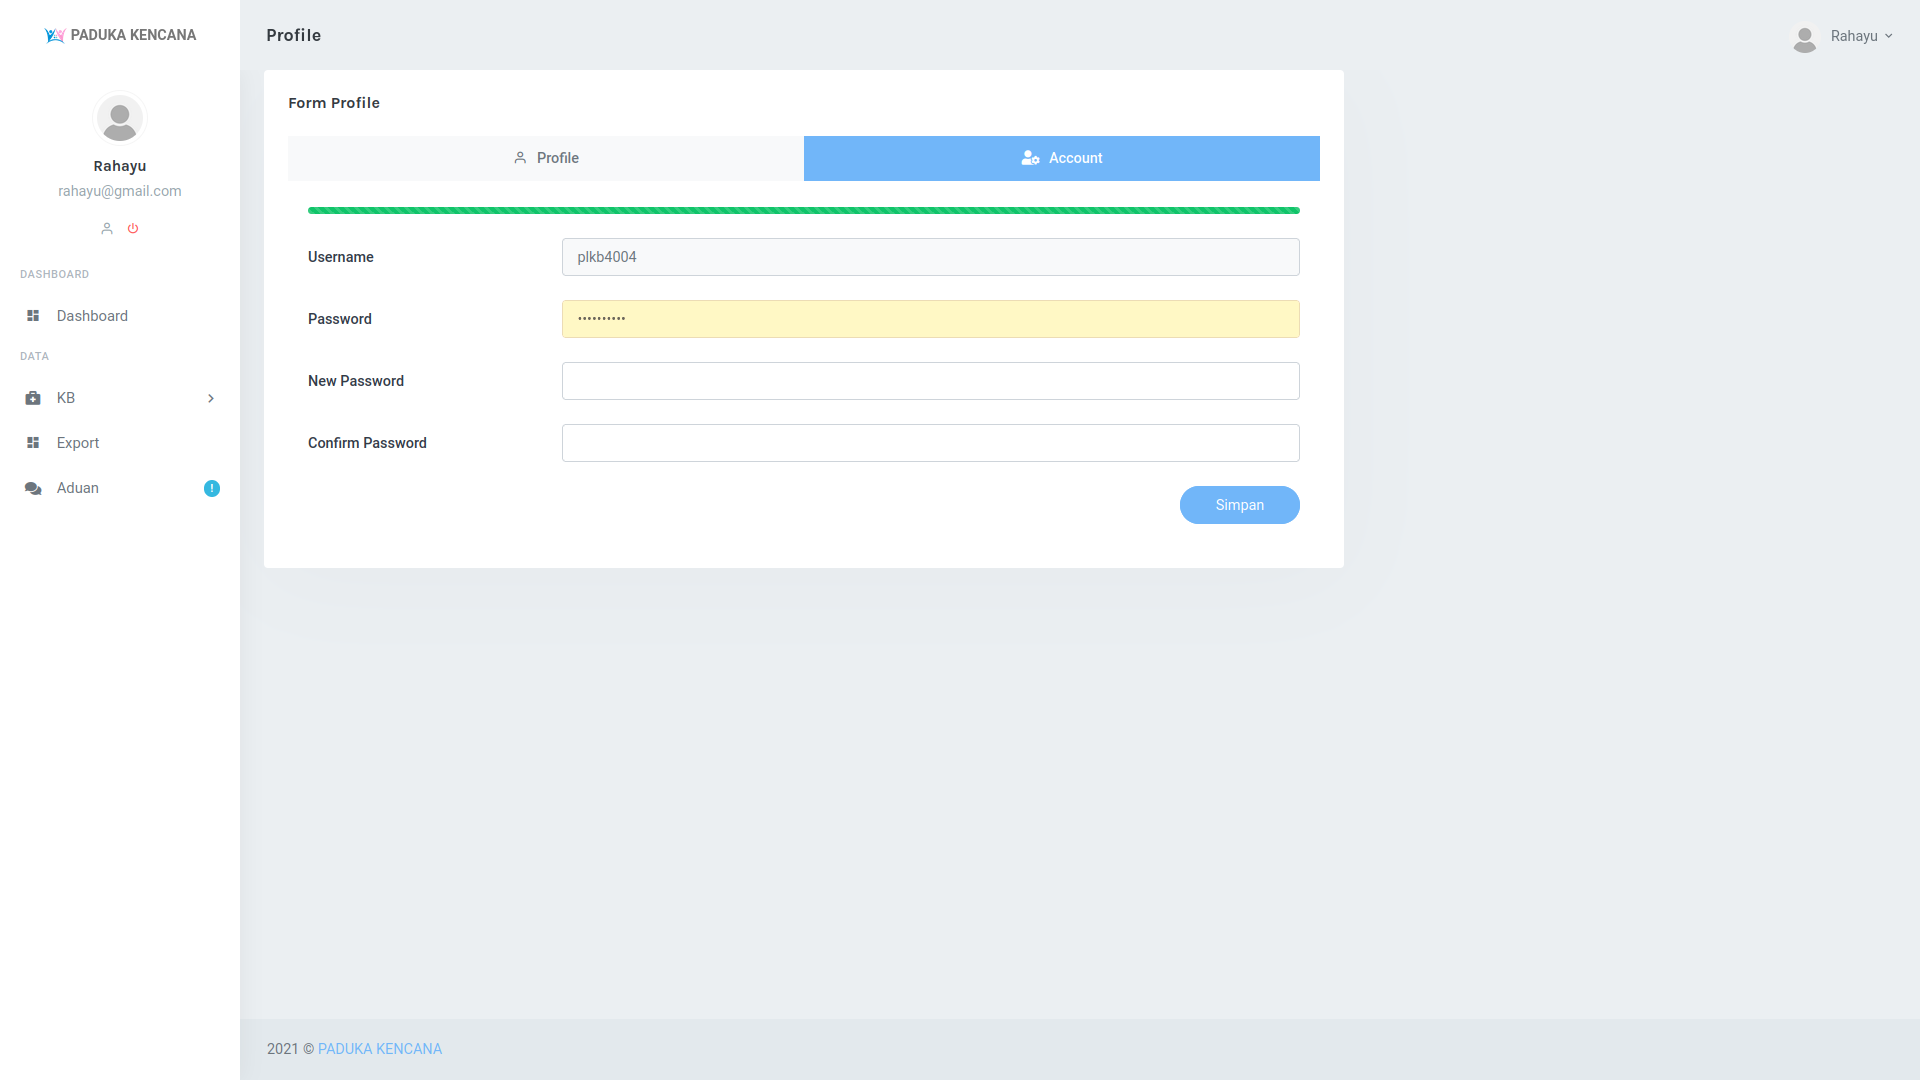 PADUKA KENCANA
Profile
Rahayu
Rahayu
rahayu@gmail.com
DASHBOARD
Dashboard
DATA
KB
Export
Aduan
!
Form Profile
Profile
Account
Username
plkb4004
Password
••••••••••
New Password
Confirm Password
Simpan
2021 © PADUKA KENCANA